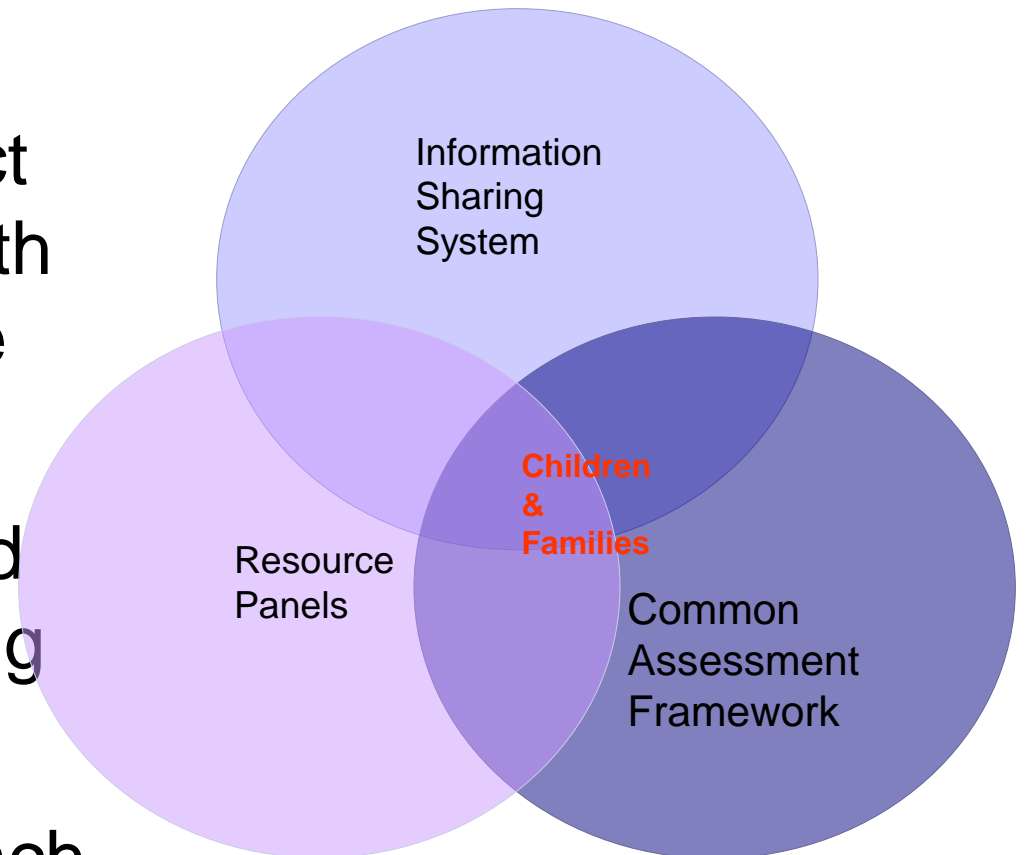 Information
Sharing
System
Children
&
Families
Resource
Panels
Common
Assessment
Framework